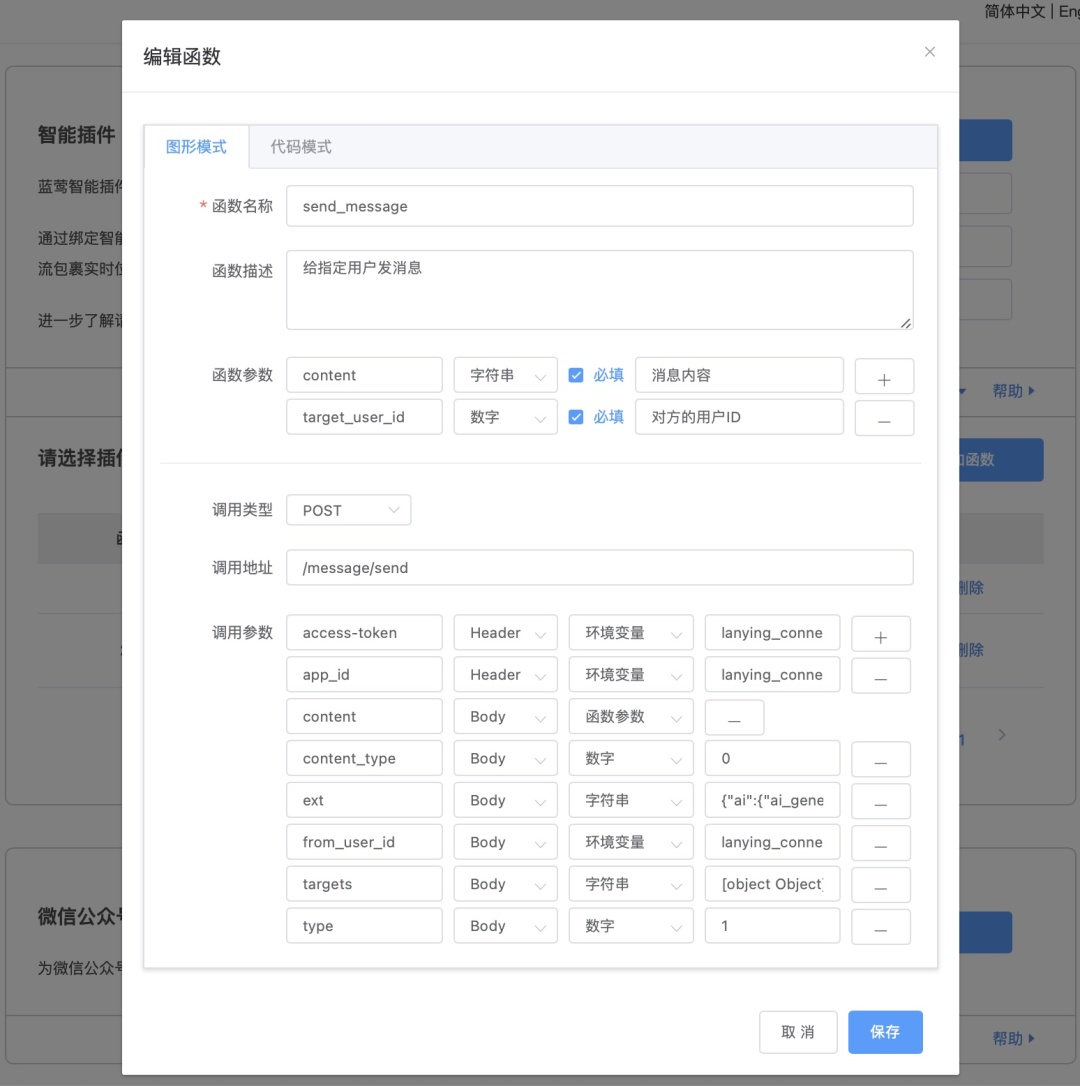 简体中文 | Eng
编辑函数
智能插件
图形模式
代码模式
蓝莺智能插件
* 函数名称
send_message
通过绑定智能
流包裹实时位
函数描述
给指定用户发消息
进一步了解请
函数参数
content
字符串
必填
消息内容
+
帮助
target_user_id
数字
必填
对方的用户ID
—
请选择插件
加函数
调用类型
POST
调用地址
/message/send
删除
调用参数
access-token
Header
环境变量
lanying_conne
+
删除
app_id
Header
环境变量
lanying_conne
—
content
Body
函数参数
—
1
content_type
Body
数字
0
—
ext
Body
字符串
{"ai":{"ai_gene
—
from_user_id
Body
环境变量
lanying_conne
—
targets
Body
字符串
[object Object]
—
微信公众号
type
Body
数字
1
—
为微信公众号
取 消
保存
帮助